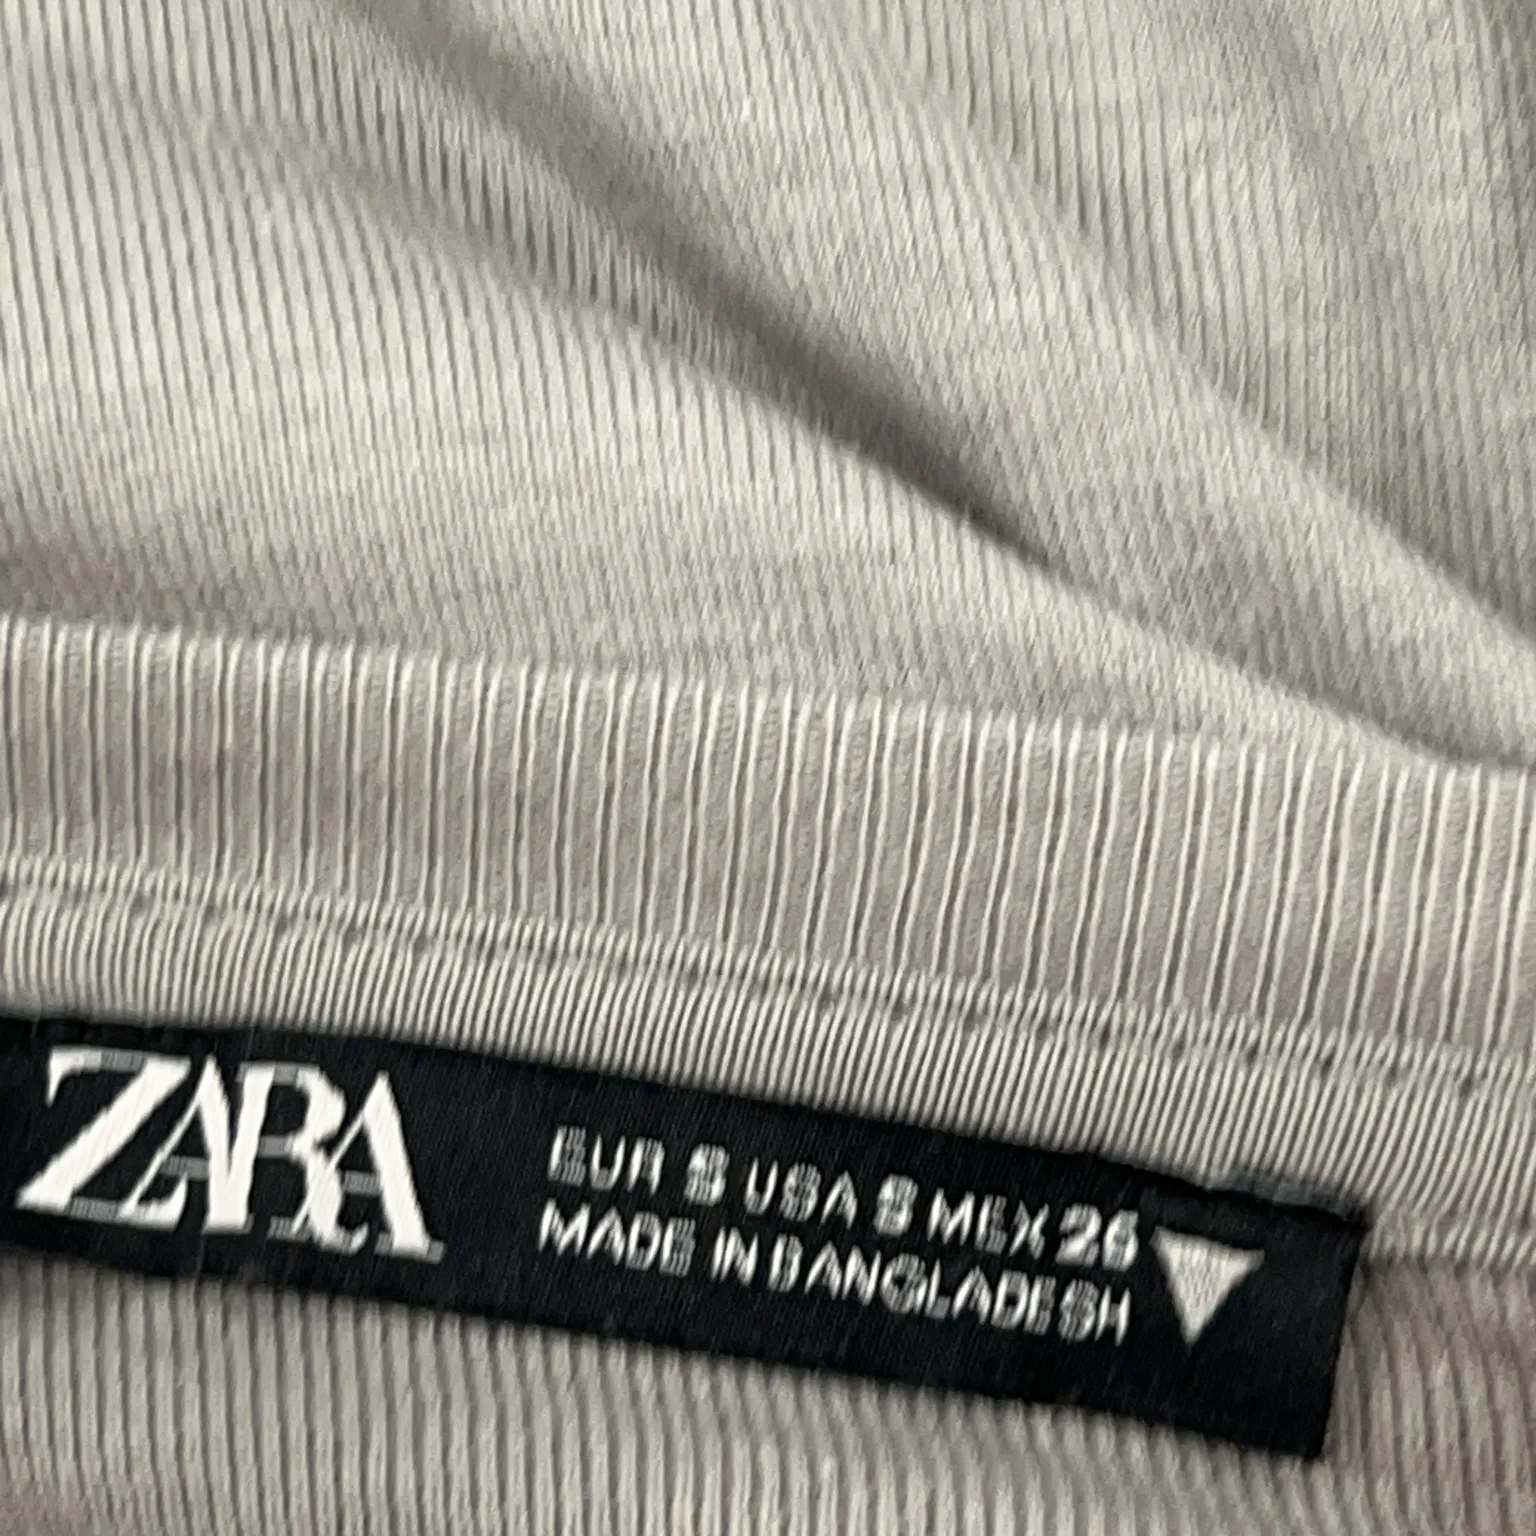 ZARA
EUR S USA S MEX 26
MADE IN BANGLADESH